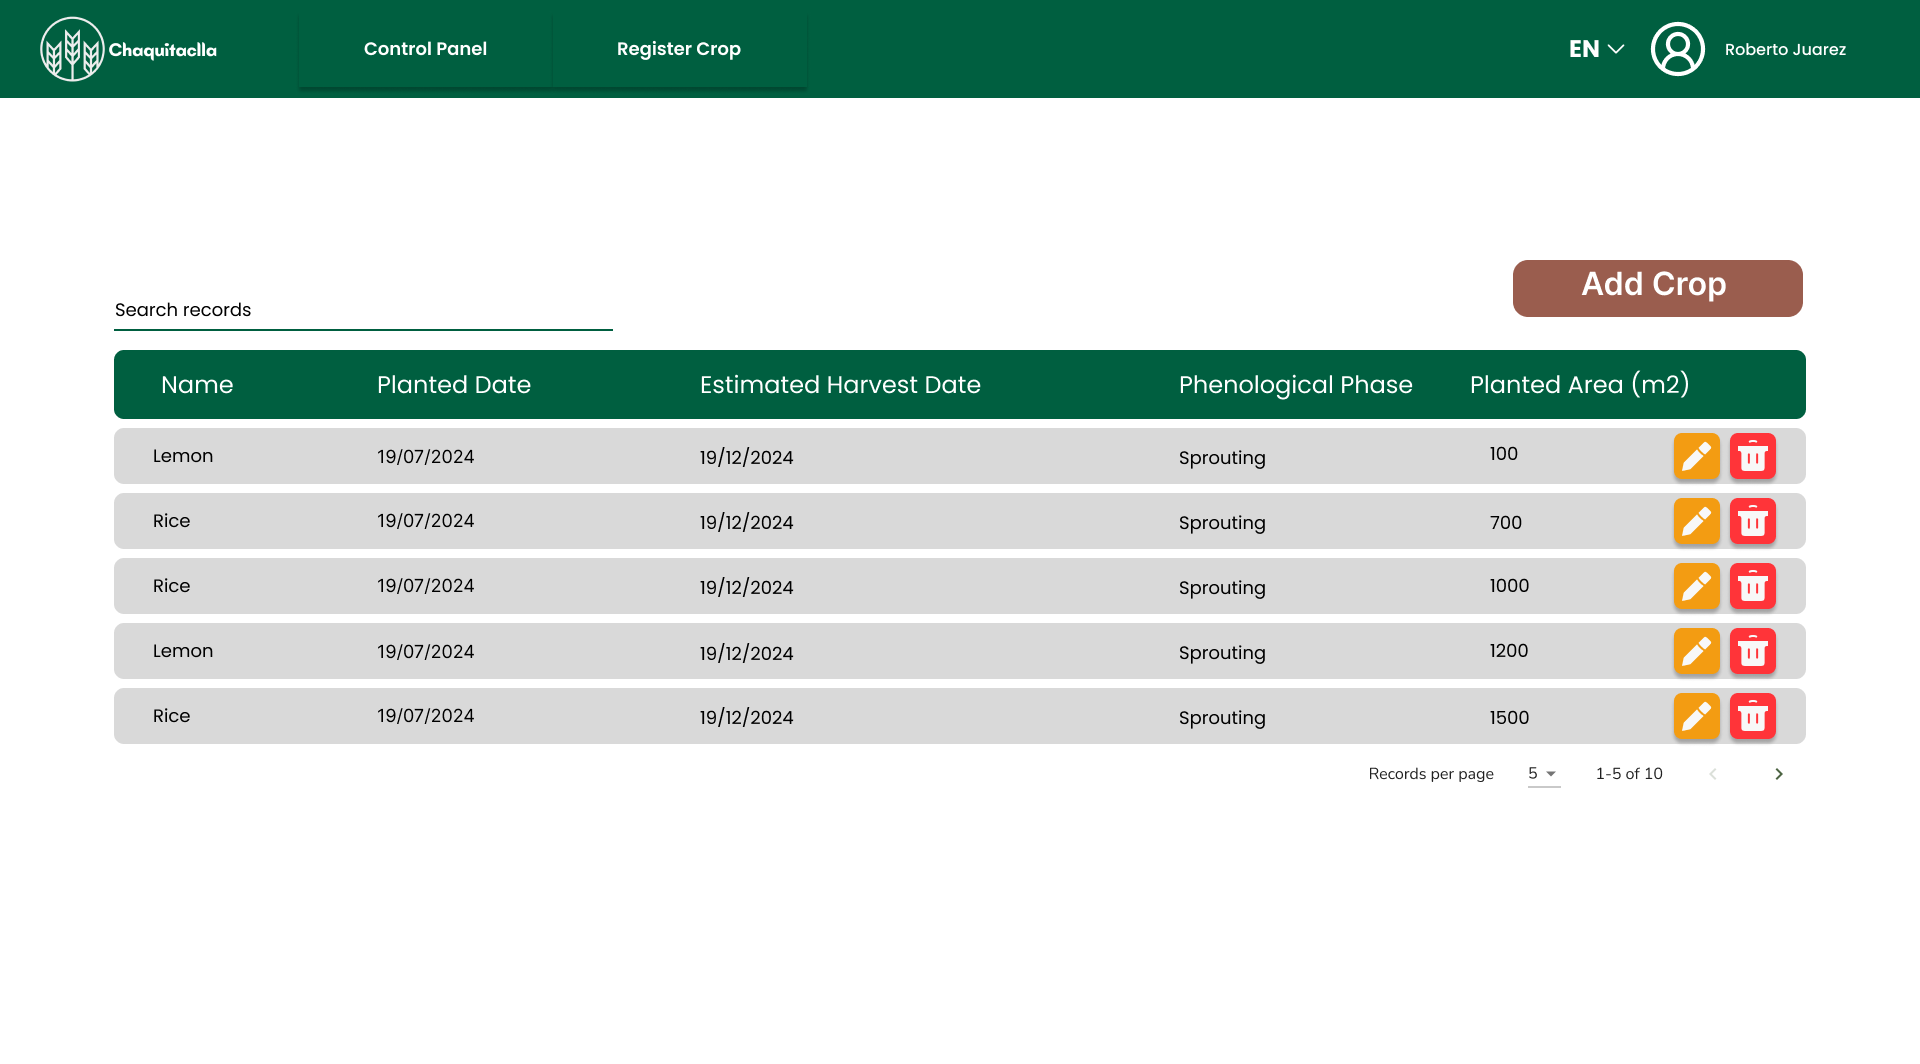 Chaquitaclla
Control Panel
Register Crop
EN
Roberto Juarez
Add Crop
Search records
Name Planted Date Estimated Harvest Date Phenological Phase Planted Area (m2)
Lemon 19/07/2024 19/12/2024 Sprouting 100
Rice 19/07/2024 19/12/2024 Sprouting 700
Rice 19/07/2024 19/12/2024 Sprouting 1000
Lemon 19/07/2024 19/12/2024 Sprouting 1200
Rice 19/07/2024 19/12/2024 Sprouting 1500
Records per page 5 1-5 of 10